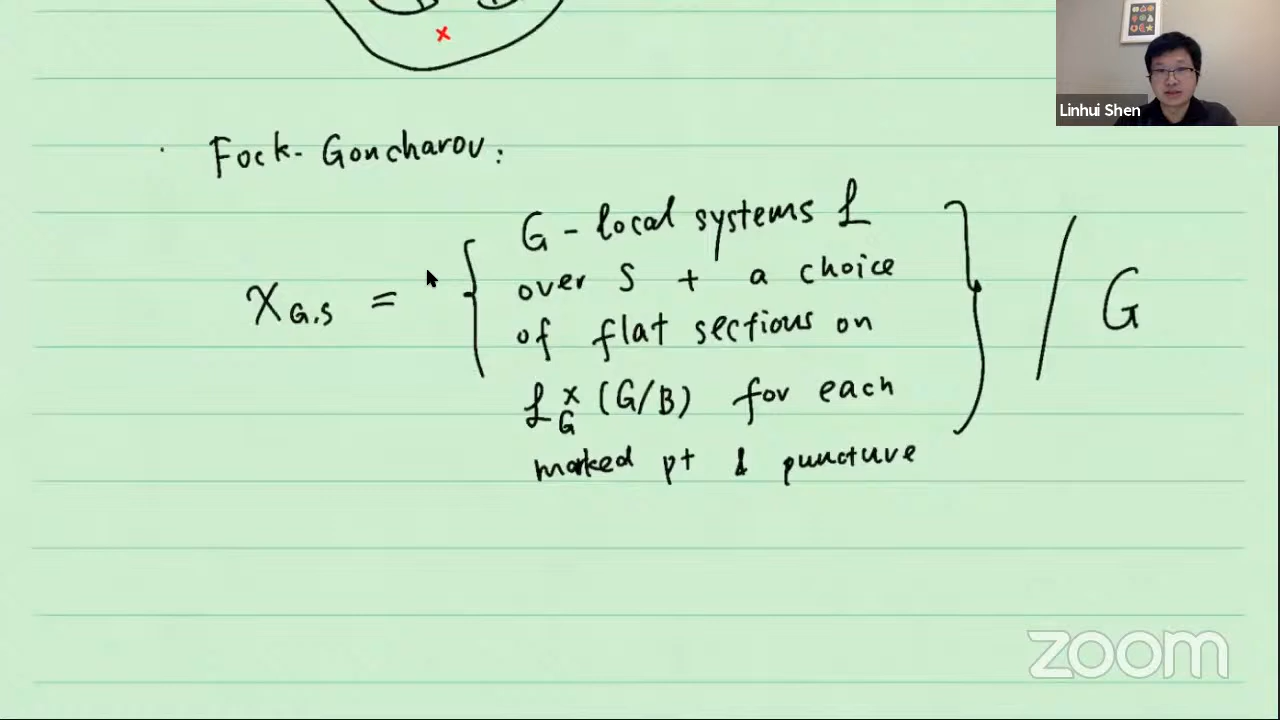 Linhui Shen
Fock-Goncharov:
G-local systems L
over S + a choice
X_{G,S} =
of flat sections on
/ G
L ×_G (G/B) for each
marked pt & puncture
zoom